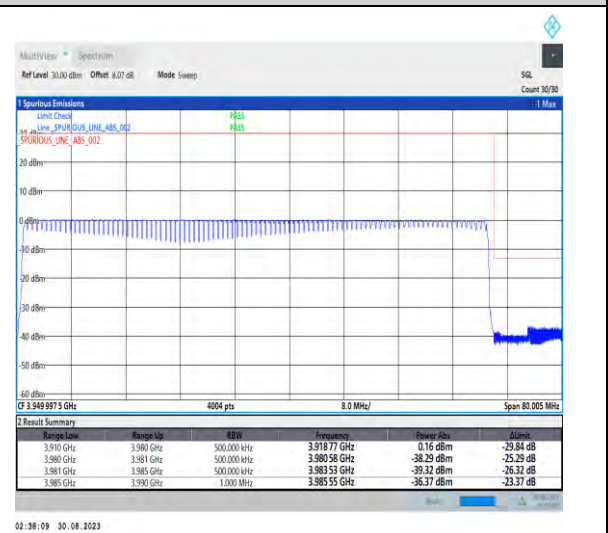 MultiView Spectrum
Ref Level 30.00 dBm Offset 8.07 dB Mode Sweep SGL
Count 30/30
1 Spurious Emissions 1 Max
Limit Check PASS
Line _SPURIOUS_LINE_ABS_002 PASS
_SPURIOUS_LINE_ABS_002
20 dBm
10 dBm
0 dBm
-10 dBm
-20 dBm
-30 dBm
-40 dBm
-50 dBm
-60 dBm
CF 3.949 997 5 GHz 4004 pts 8.0 MHz/ Span 80.005 MHz
2 Result Summary
Range Low Range Up RBW Frequency Power Abs ΔLimit
3.910 GHz 3.980 GHz 500.000 kHz 3.918 77 GHz 0.16 dBm -29.84 dB
3.980 GHz 3.981 GHz 500.000 kHz 3.980 58 GHz -38.29 dBm -25.29 dB
3.981 GHz 3.985 GHz 500.000 kHz 3.983 53 GHz -39.32 dBm -26.32 dB
3.985 GHz 3.990 GHz 1.000 MHz 3.985 55 GHz -36.37 dBm -23.37 dB
02:38:09 30.08.2023